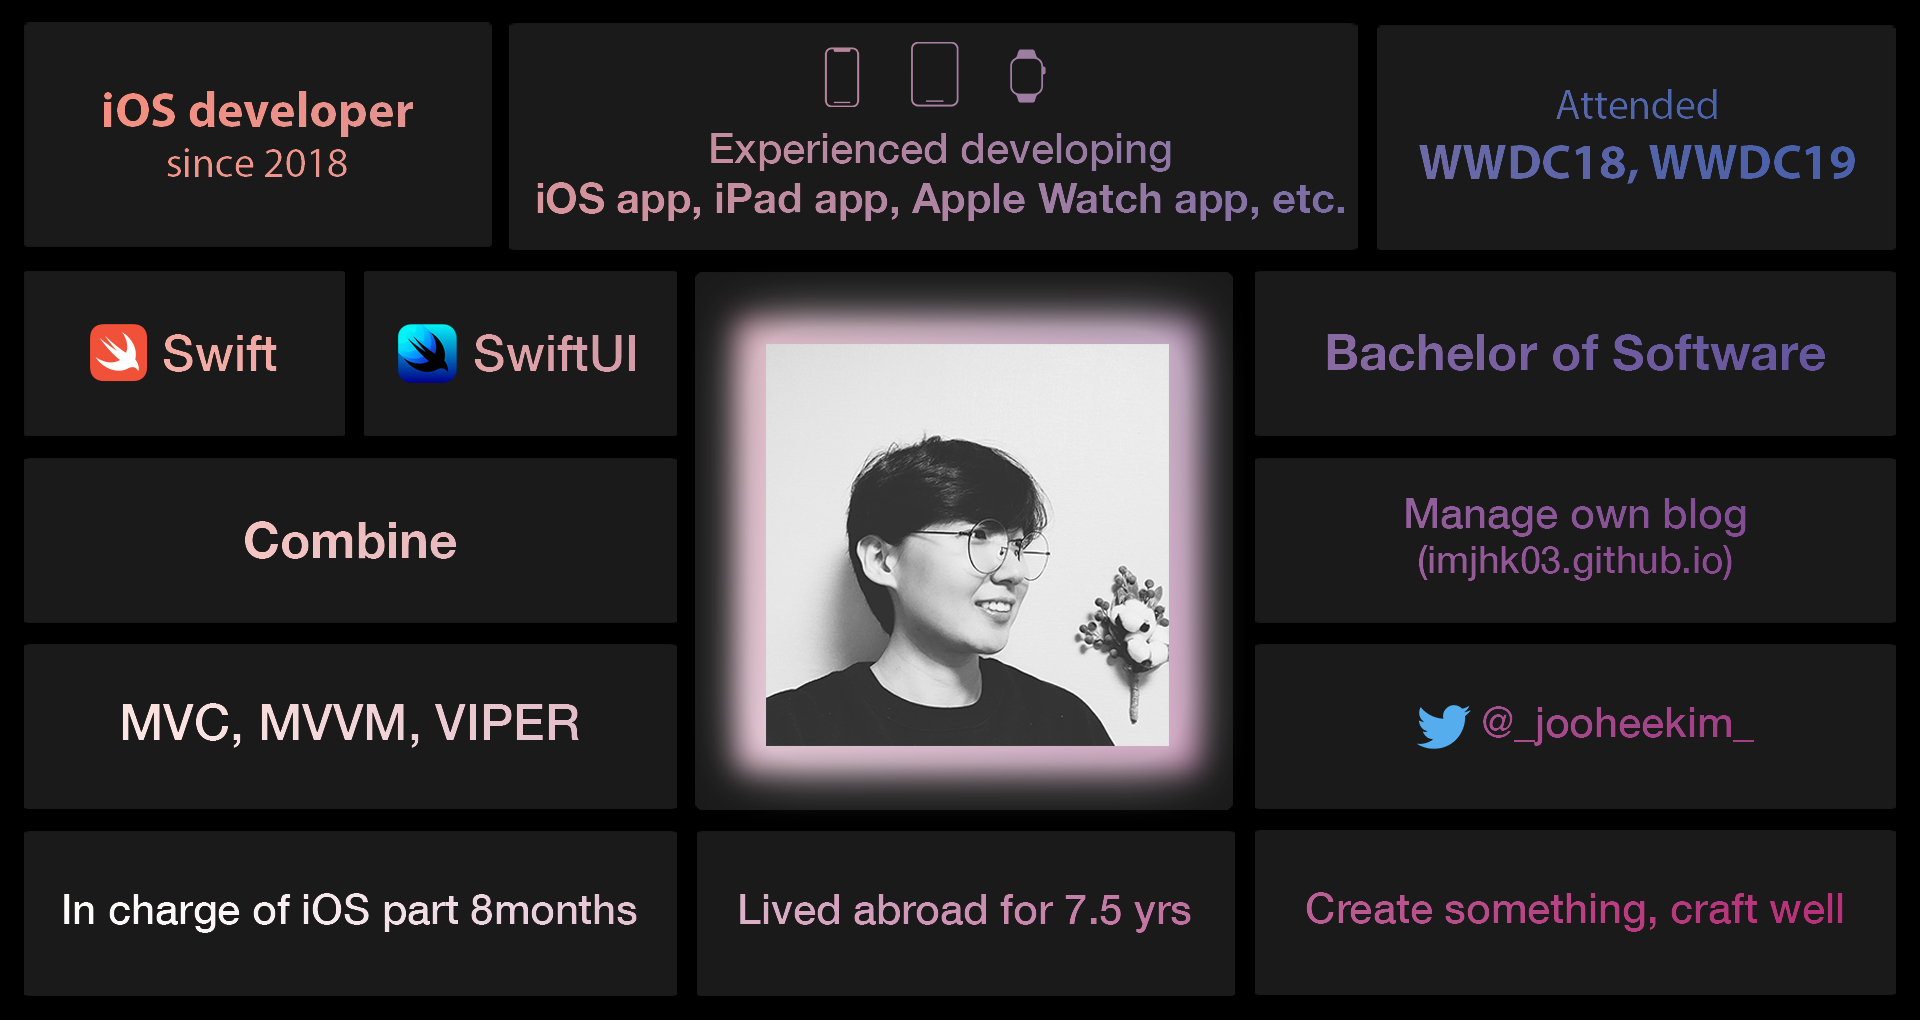 iOS developer
since 2018
Experienced developing
iOS app, iPad app, Apple Watch app, etc.
Attended
WWDC18, WWDC19
Swift
SwiftUI
Bachelor of Software
Combine
Manage own blog
(imjhk03.github.io)
MVC, MVVM, VIPER
@_jooheekim_
In charge of iOS part 8months
Lived abroad for 7.5 yrs
Create something, craft well